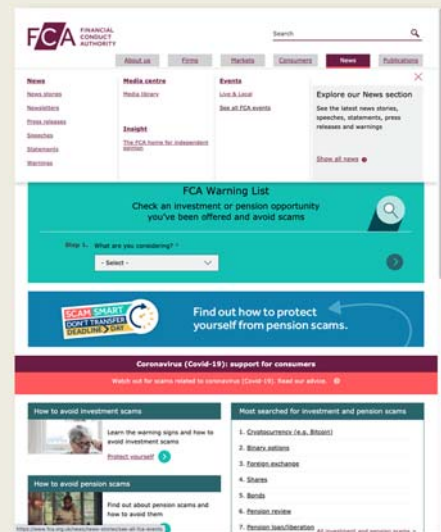 FCA
FINANCIAL
CONDUCT
AUTHORITY
Search
About us
Firms
Markets
Consumers
News
Publications
News
News stories
Newsletters
Press releases
Speeches
Statements
Warnings
Media centre
Media library
Insight
The FCA home for independent
opinion
Events
Live & Local
See all FCA events
Explore our News section
See the latest news stories,
speeches, statements, press
releases and warnings
Show all news
FCA Warning List
Check an investment or pension opportunity
you've been offered and avoid scams
Step 1. What are you considering? *
- Select -
SCAM SMART
DON'T TRANSFER
DEADLINE DAY
Find out how to protect
yourself from pension scams.
Coronavirus (Covid-19): support for consumers
Watch out for scams related to coronavirus (Covid-19). Read our advice.
How to avoid investment scams
Learn the warning signs and how to
avoid investment scams
Protect yourself
How to avoid pension scams
Find out about pension scams and
how to avoid them
Most searched for investment and pension scams
1. Cryptocurrency (e.g. Bitcoin)
2. Binary options
3. Foreign exchange
4. Shares
5. Bonds
6. Pension review
7. Pension loan/liberation
All investment and pension scams
https://www.fca.org.uk/news/news-stories/see-all-fca-events